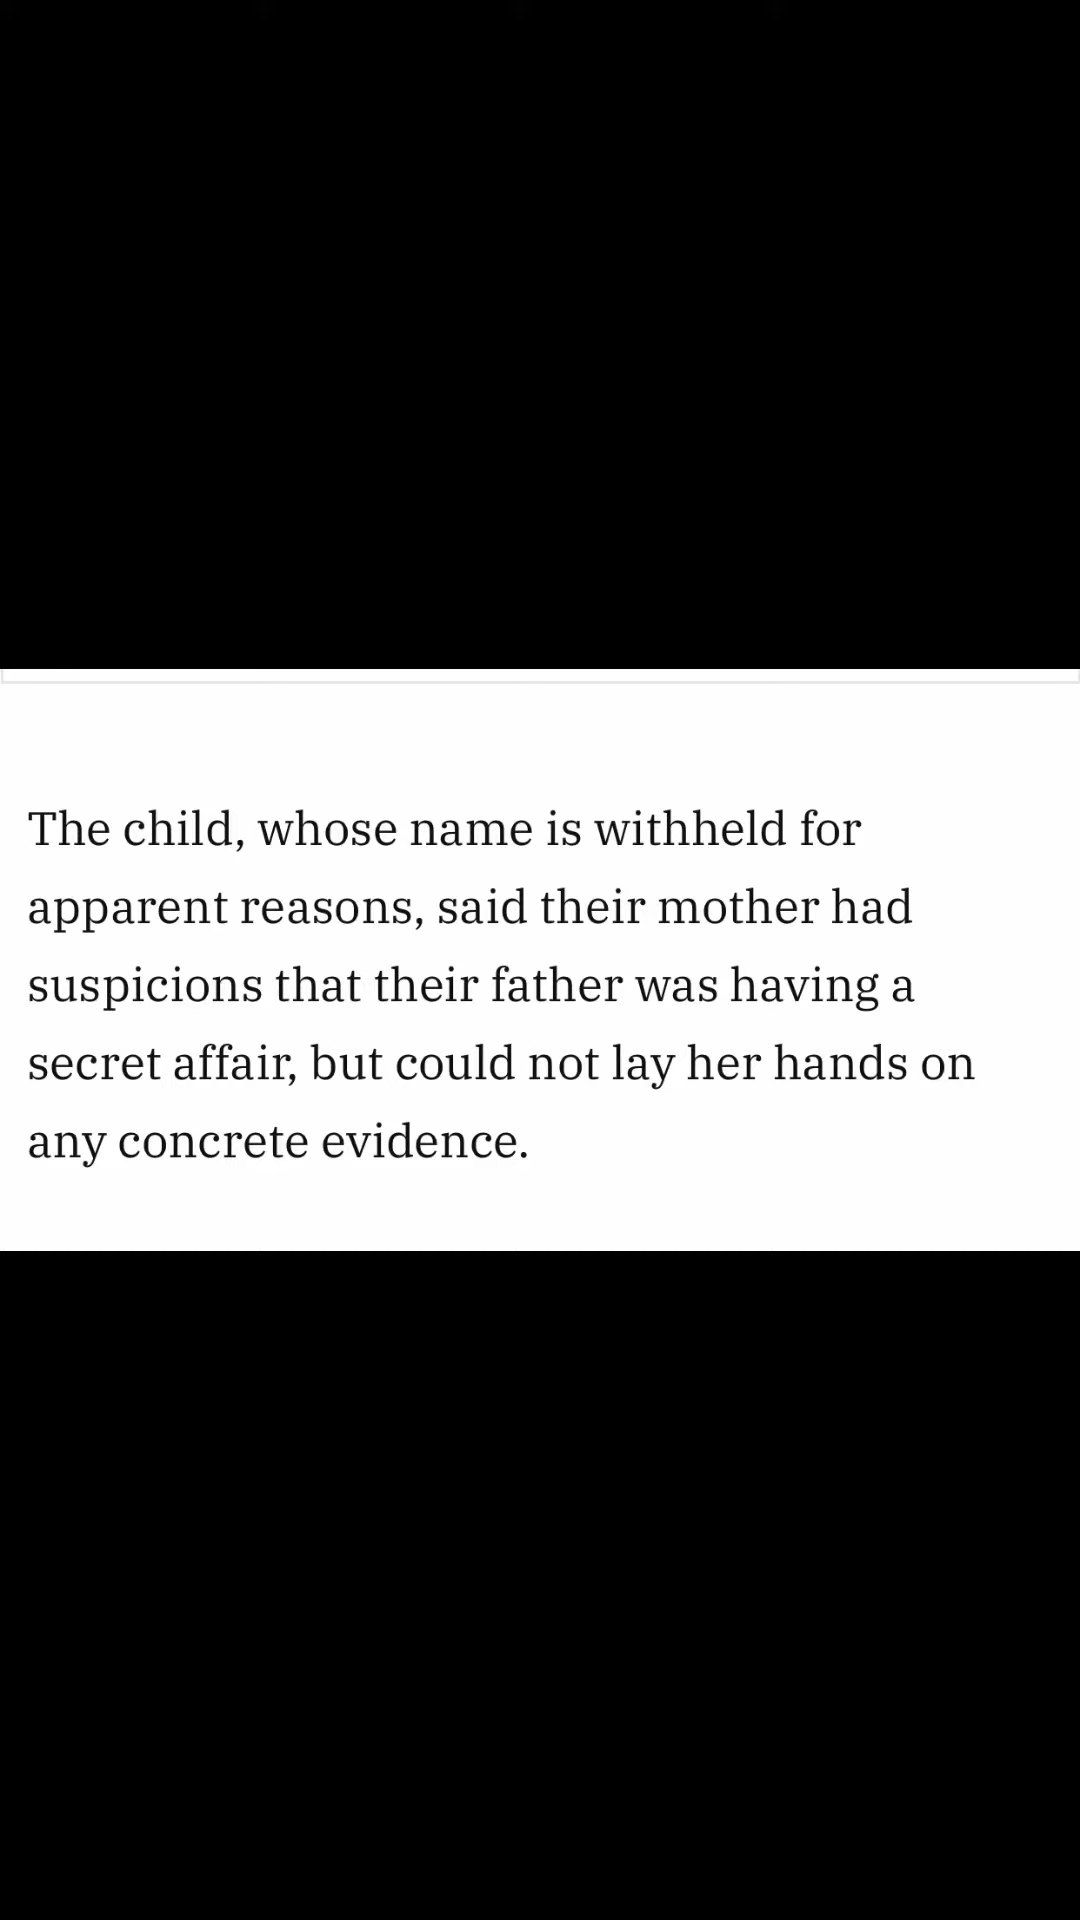 The child, whose name is withheld for
apparent reasons, said their mother had
suspicions that their father was having a
secret affair, but could not lay her hands on
any concrete evidence.